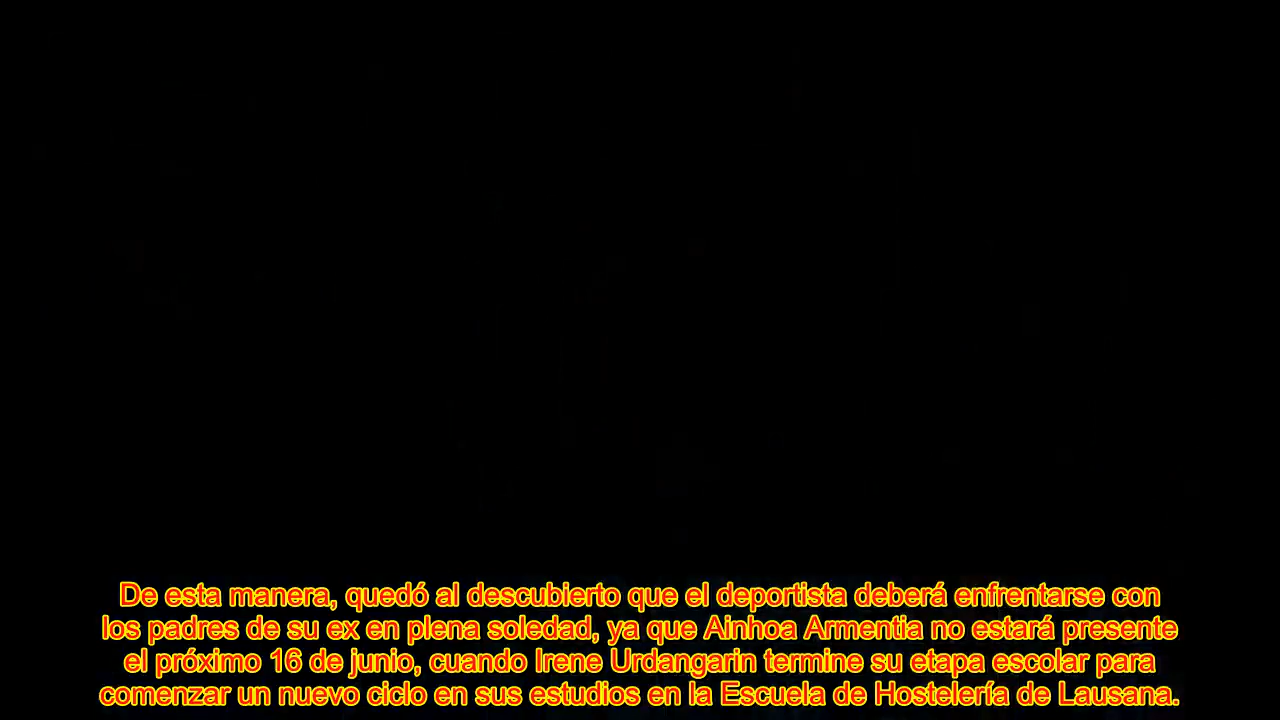 De esta manera, quedó al descubierto que el deportista deberá enfrentarse con
los padres de su ex en plena soledad, ya que Ainhoa Armentia no estará presente
el próximo 16 de junio, cuando Irene Urdangarin termine su etapa escolar para
comenzar un nuevo ciclo en sus estudios en la Escuela de Hostelería de Lausana.